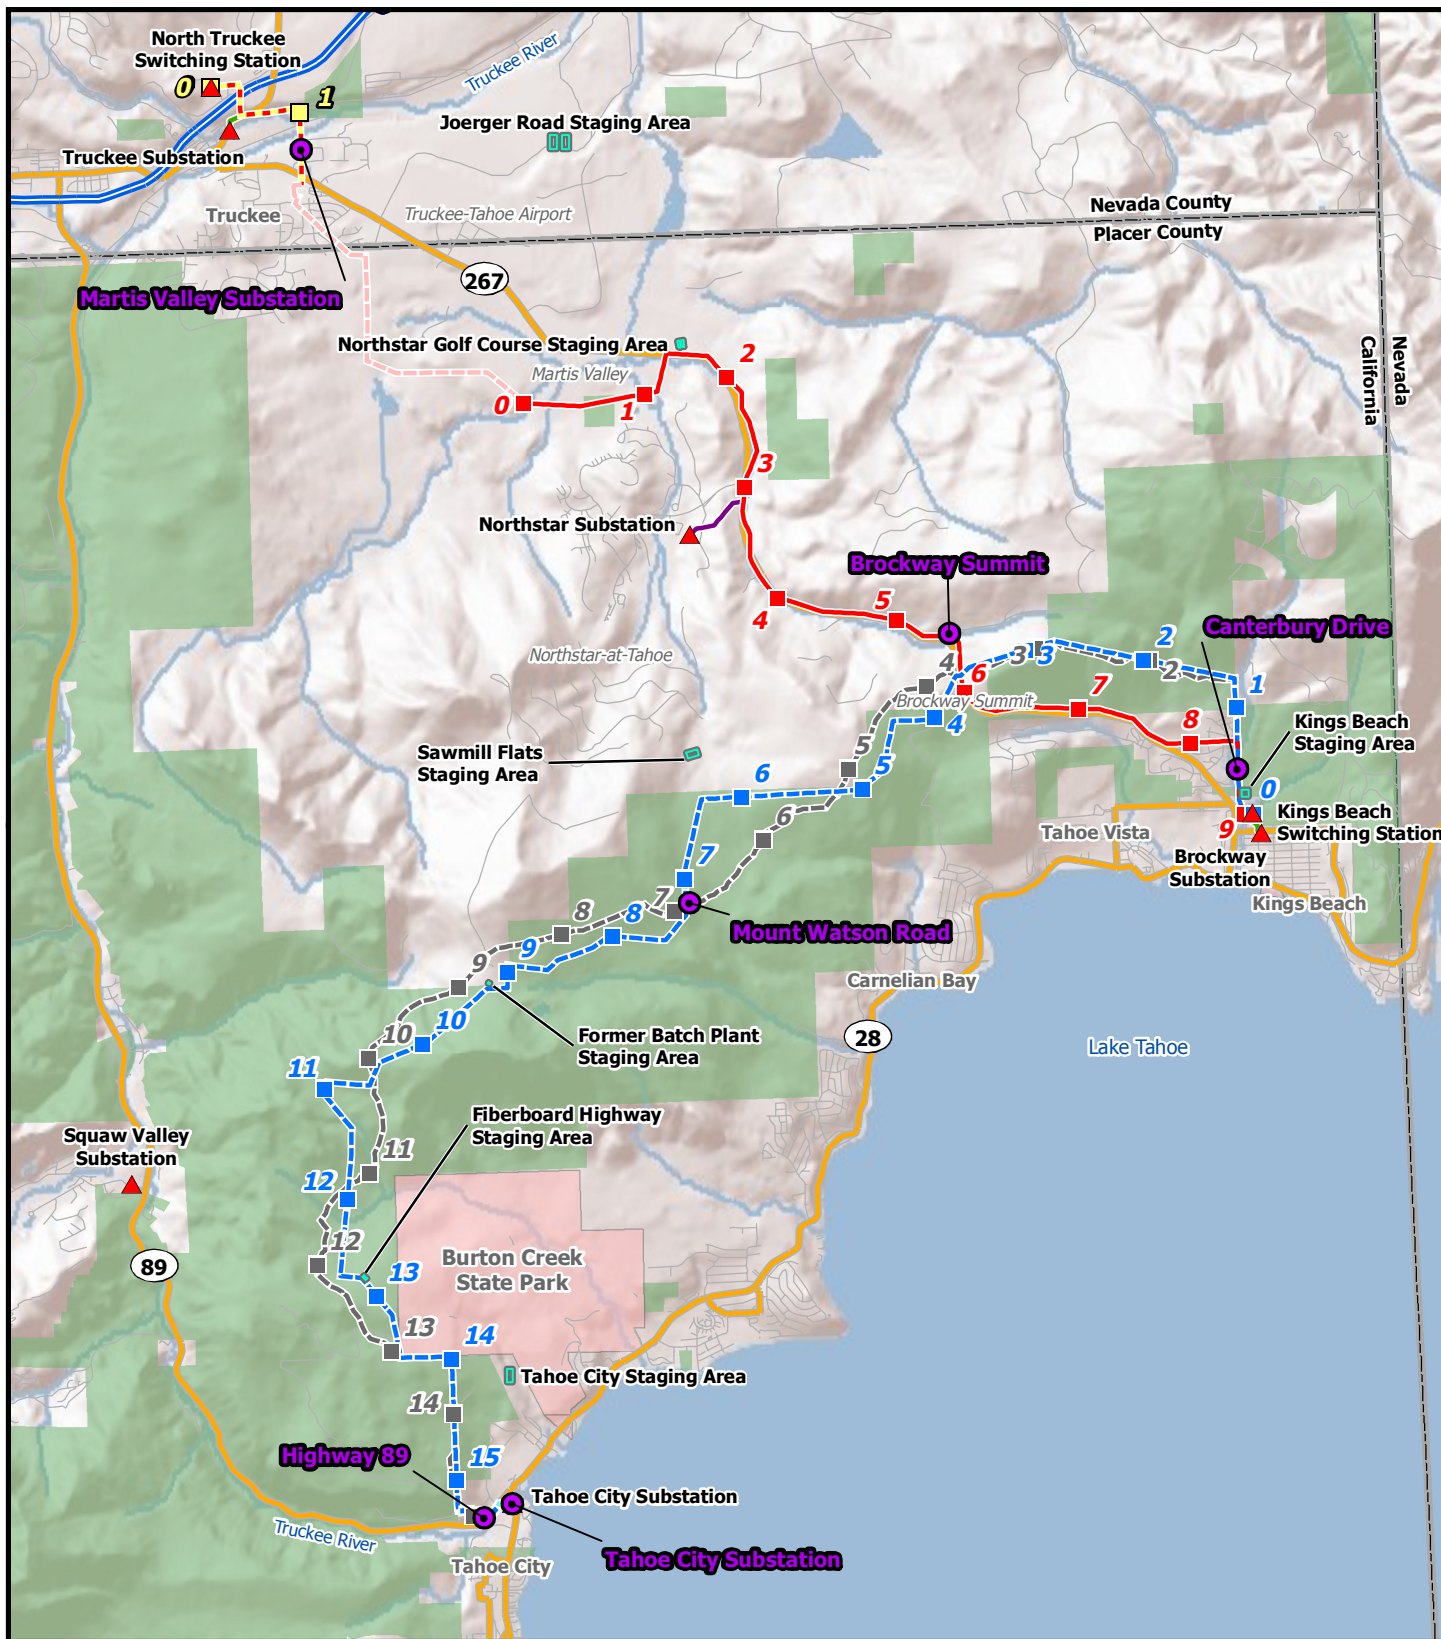 North Truckee
Switching Station
0
1
Truckee River
Joerger Road Staging Area
Truckee Substation
Truckee
Truckee-Tahoe Airport
Nevada County
Placer County
267
Martis Valley Substation
Northstar Golf Course Staging Area
2
Martis Valley
0
1
Nevada
California
3
Northstar Substation
Brockway Summit
4
5
Canterbury Drive
Northstar-at-Tahoe
4
3
3
2
2
6
Brockway Summit
7
1
4
8
Kings Beach
Staging Area
Sawmill Flats
Staging Area
5
5
6
0
6
9
Kings Beach
Switching Station
Tahoe Vista
Brockway
Substation
Kings Beach
7
7
8
8
Mount Watson Road
9
9
Carnelian Bay
10
10
Former Batch Plant
Staging Area
28
Lake Tahoe
11
Fiberboard Highway
Staging Area
Squaw Valley
Substation
11
12
12
Burton Creek
State Park
89
13
13
14
Tahoe City Staging Area
14
Highway 89
15
Tahoe City Substation
Truckee River
Tahoe City
Tahoe City Substation